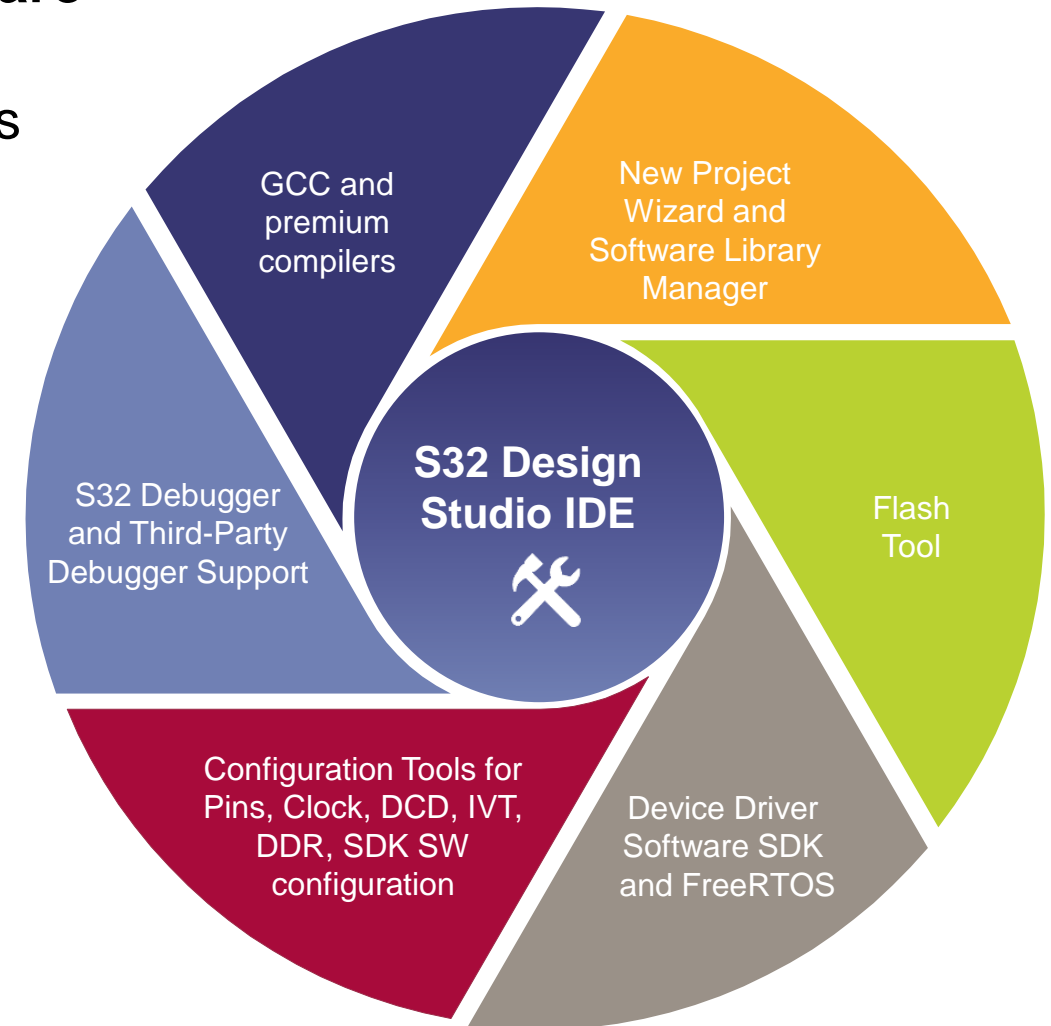 GCC and
premium
compilers
New Project
Wizard and
Software Library
Manager
S32 Debugger
and Third-Party
Debugger Support
S32 Design
Studio IDE
Flash
Tool
Configuration Tools for
Pins, Clock, DCD, IVT,
DDR, SDK SW
configuration
Device Driver
Software SDK
and FreeRTOS